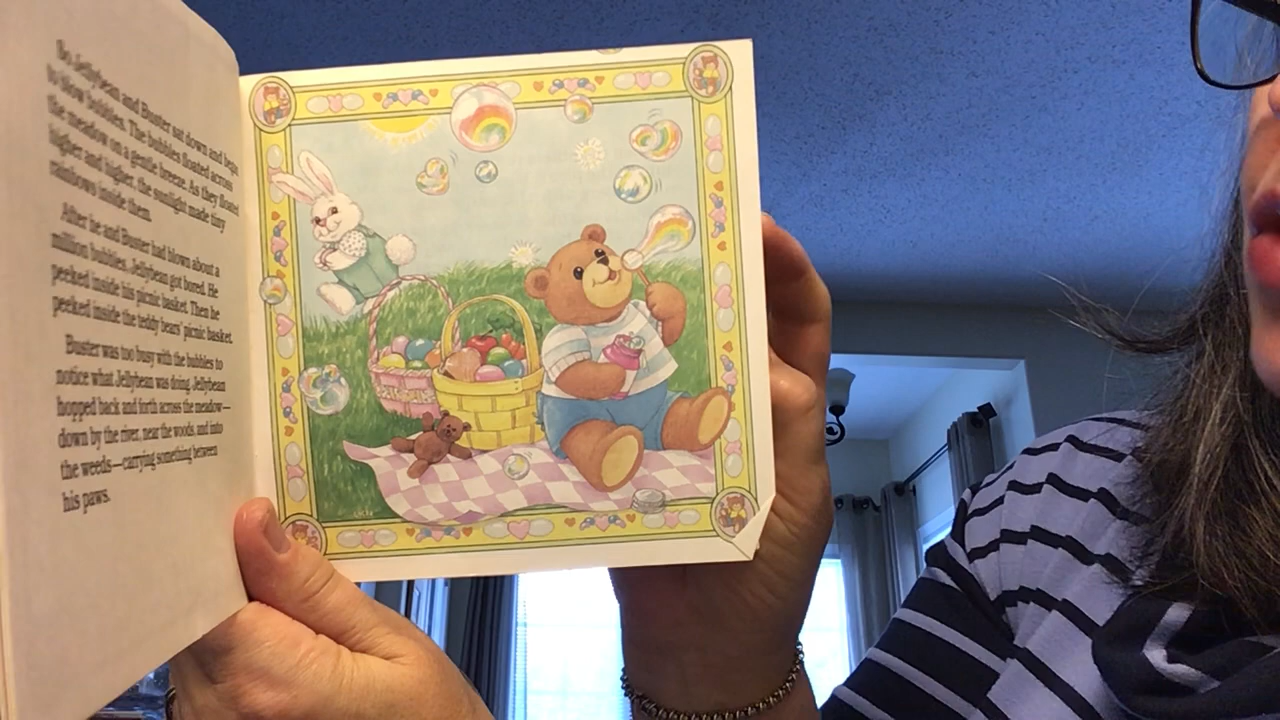 So Jellybean and Buster sat down and began
to blow bubbles. The bubbles floated across
the meadow on a gentle breeze. As they floated
higher and higher, the sunlight made tiny
rainbows inside them.
After he and Buster had blown about a
million bubbles, Jellybean got bored. He
peeked inside his picnic basket. Then he
peeked inside the teddy bears' picnic basket.
Buster was too busy with the bubbles to
notice what Jellybean was doing. Jellybean
hopped back and forth across the meadow—
down by the river, near the woods, and into
the weeds—carrying something between
his paws.